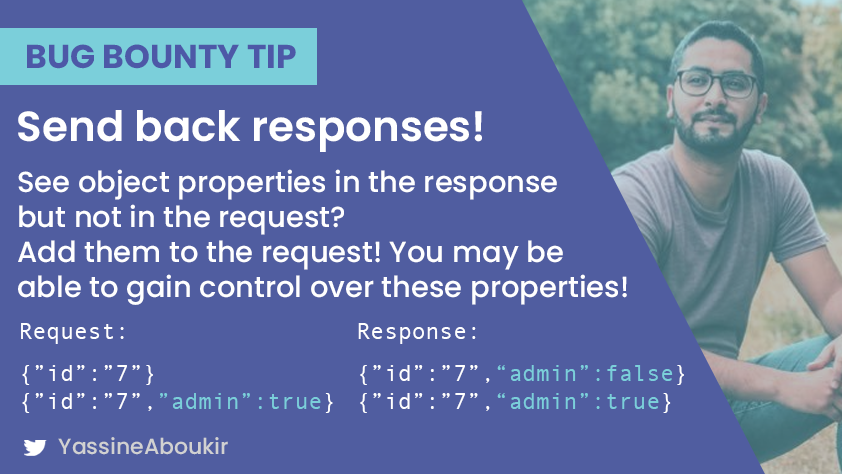 BUG BOUNTY TIP
Send back responses!
See object properties in the response
but not in the request?
Add them to the request! You may be
able to gain control over these properties!
Request:
{”id”:”7”}
{”id”:”7”,”admin”:true}
Response:
{”id”:”7”,“admin”:false}
{”id”:”7”,“admin”:true}
YassineAboukir